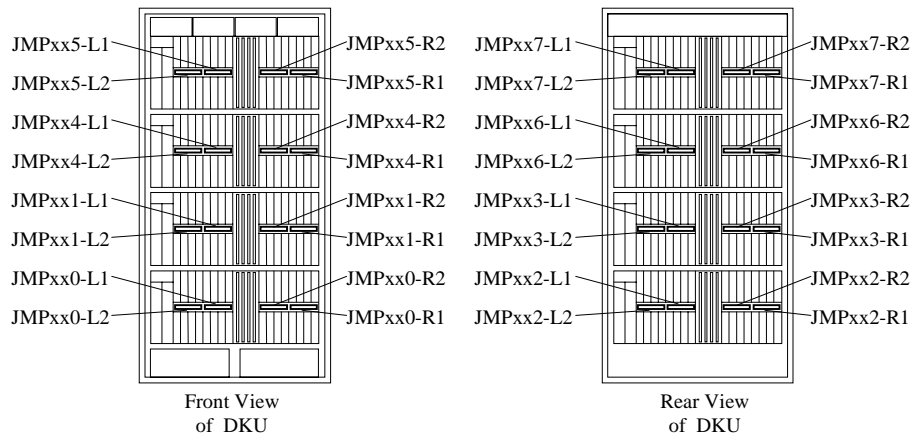 JMPxx5-L1
JMPxx5-L2
JMPxx4-L1
JMPxx4-L2
JMPxx1-L1
JMPxx1-L2
JMPxx0-L1
JMPxx0-L2
JMPxx5-R2
JMPxx5-R1
JMPxx4-R2
JMPxx4-R1
JMPxx1-R2
JMPxx1-R1
JMPxx0-R2
JMPxx0-R1
Front View
of DKU
JMPxx7-L1
JMPxx7-L2
JMPxx6-L1
JMPxx6-L2
JMPxx3-L1
JMPxx3-L2
JMPxx2-L1
JMPxx2-L2
JMPxx7-R2
JMPxx7-R1
JMPxx6-R2
JMPxx6-R1
JMPxx3-R2
JMPxx3-R1
JMPxx2-R2
JMPxx2-R1
Rear View
of DKU